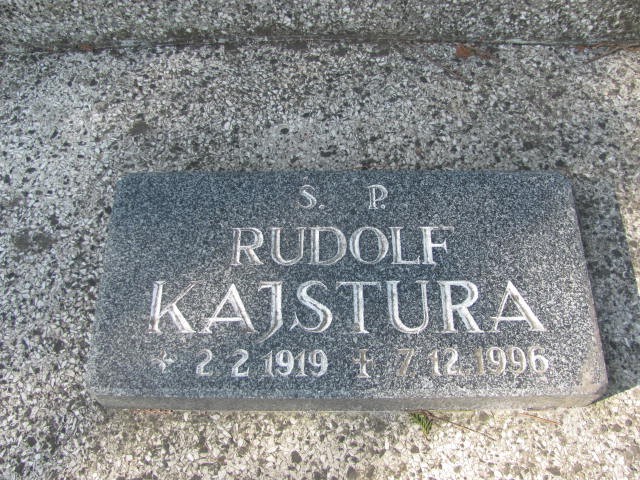 S. P.
RUDOLF
KAJSTURA
* 2.2.1919 † 7.12.1996